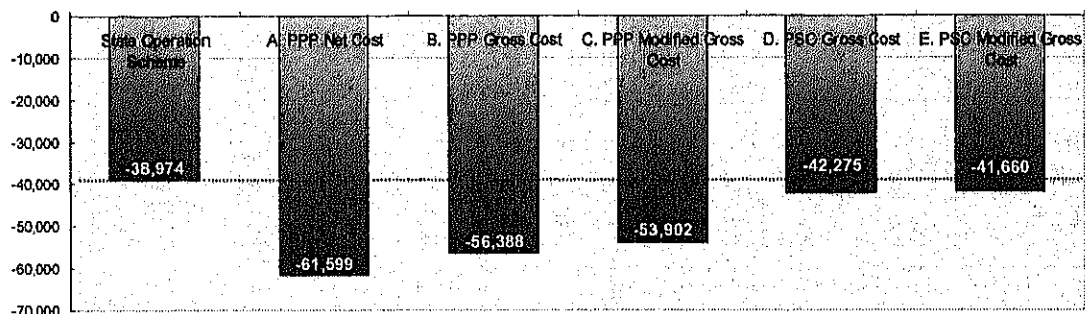 0
-10,000
-20,000
-30,000
-40,000
-50,000
-60,000
-70,000
State Operation Scheme
A. PPP Net Cost
B. PPP Gross Cost
C. PPP Modified Gross Cost
D. PSC Gross Cost
E. PSC Modified Gross Cost
-38,974
-61,599
-56,388
-53,902
-42,275
-41,660